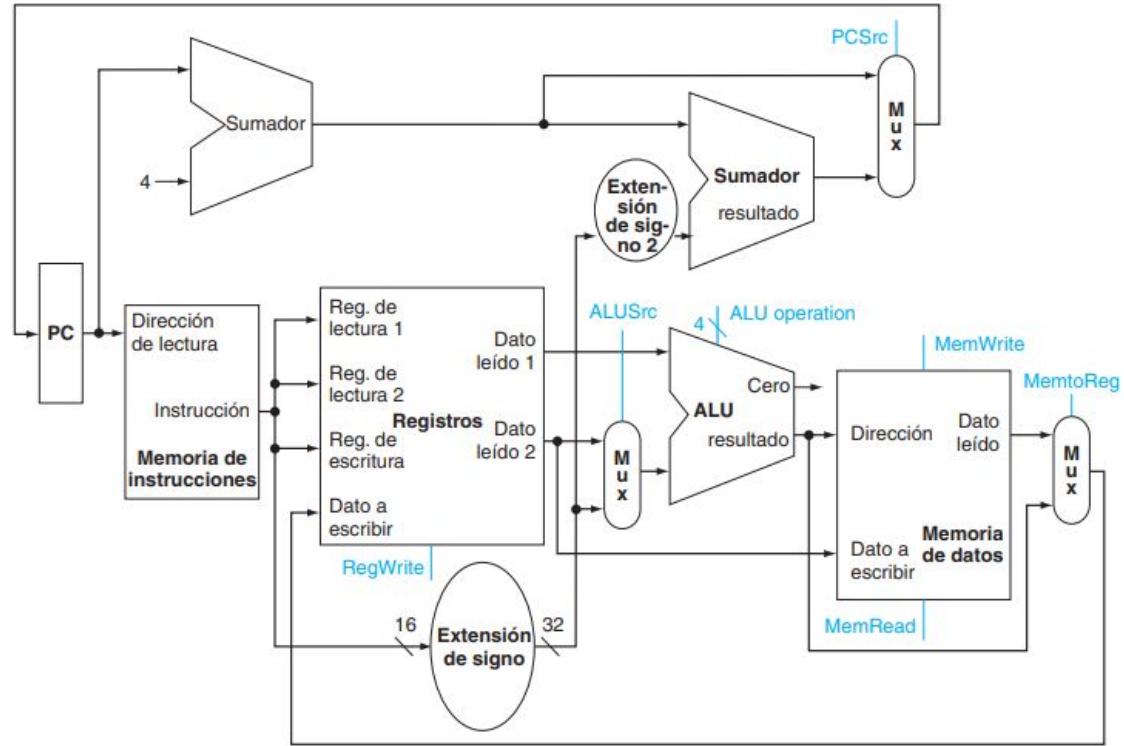 PCSrc
Sumador
4
Mux
Exten-
sión
de sig-
no 2
Sumador
resultado
PC
Dirección
de lectura
Instrucción
Memoria de
instrucciones
Reg. de
lectura 1
Reg. de
lectura 2
Reg. de
escritura
Dato a
escribir
Registros
Dato
leído 1
Dato
leído 2
RegWrite
16
Extensión
de signo
32
ALUSrc
Mux
4
ALU operation
Cero
ALU
resultado
MemWrite
Dirección
Dato
leído
Dato a
escribir
Memoria
de datos
MemRead
MemtoReg
Mux